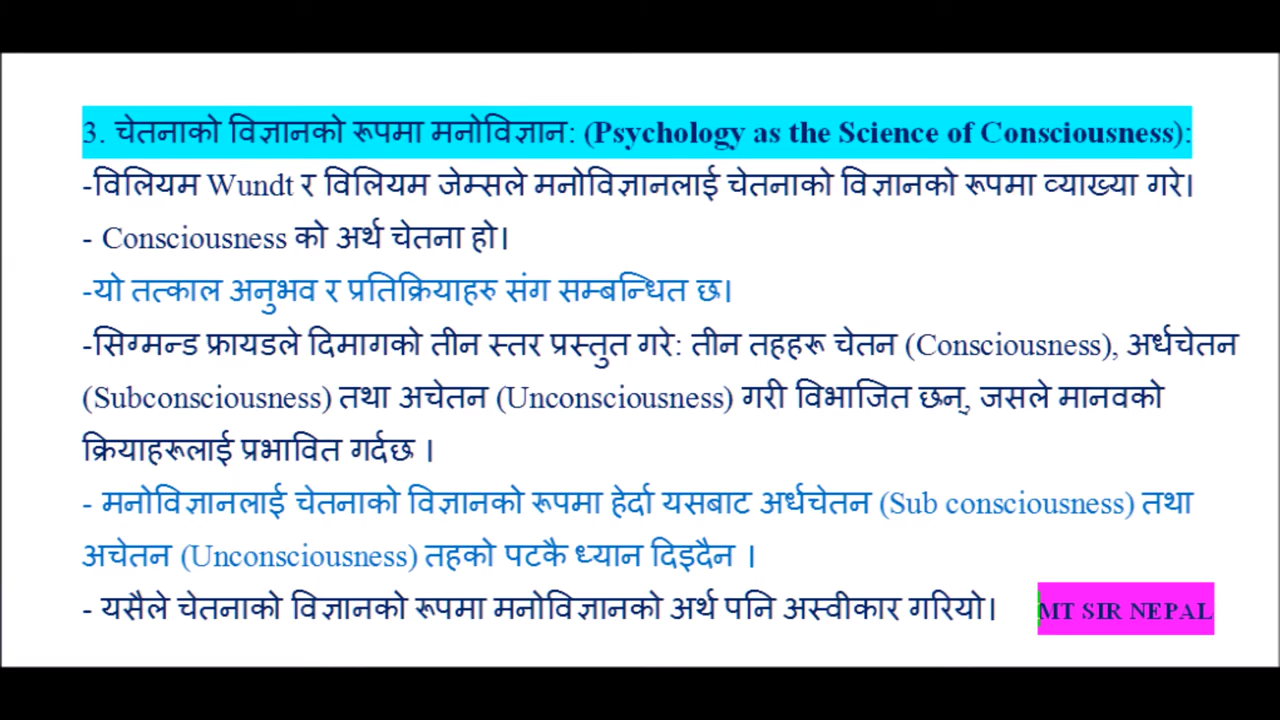 3. चेतनाको विज्ञानको रूपमा मनोविज्ञान: (Psychology as the Science of Consciousness):
-विलियम Wundt र विलियम जेम्सले मनोविज्ञानलाई चेतनाको विज्ञानको रूपमा व्याख्या गरे।
- Consciousness को अर्थ चेतना हो।
-यो तत्काल अनुभव र प्रतिक्रियाहरु संग सम्बन्धित छ।
-सिग्मन्ड फ्रायडले दिमागको तीन स्तर प्रस्तुत गरे: तीन तहहरू चेतन (Consciousness), अर्धचेतन
(Subconsciousness) तथा अचेतन (Unconsciousness) गरी विभाजित छन्, जसले मानवको
क्रियाहरूलाई प्रभावित गर्दछ ।
- मनोविज्ञानलाई चेतनाको विज्ञानको रूपमा हेर्दा यसबाट अर्धचेतन (Sub consciousness) तथा
अचेतन (Unconsciousness) तहको पटकै ध्यान दिइदैन ।
- यसैले चेतनाको विज्ञानको रूपमा मनोविज्ञानको अर्थ पनि अस्वीकार गरियो।
MT SIR NEPAL